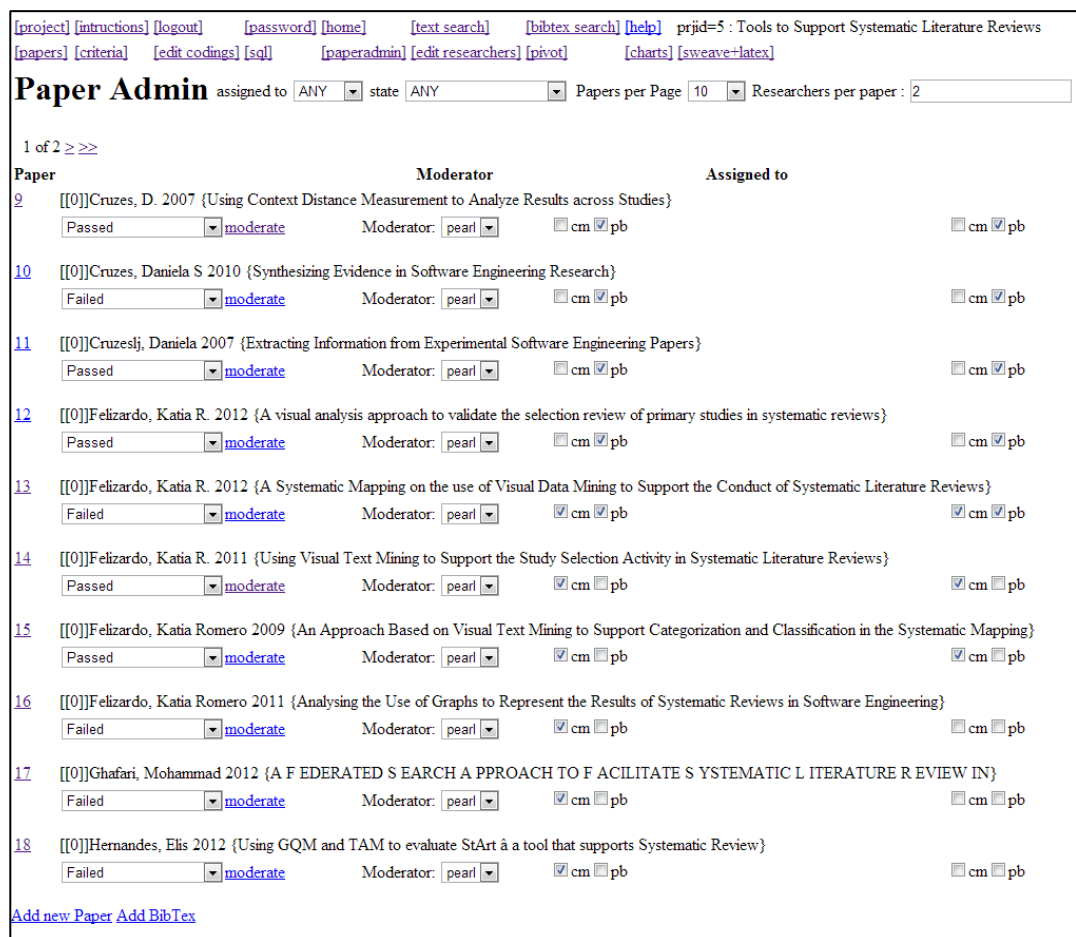 [project] [intructions] [logout] [password] [home] [text search] [bibtex search] [help] prjid=5 : Tools to Support Systematic Literature Reviews
[papers] [criteria] [edit codings] [sql] [paperadmin] [edit researchers] [pivot] [charts] [sweave+latex]
Paper Admin assigned to ANY state ANY Papers per Page 10 Researchers per paper : 2
1 of 2 > >>
Paper Moderator Assigned to
9 [[0]]Cruzes, D. 2007 {Using Context Distance Measurement to Analyze Results across Studies}
Passed moderate Moderator: pearl cm pb cm pb
10 [[0]]Cruzes, Daniela S 2010 {Synthesizing Evidence in Software Engineering Research}
Failed moderate Moderator: pearl cm pb cm pb
11 [[0]]Cruzeslj, Daniela 2007 {Extracting Information from Experimental Software Engineering Papers}
Passed moderate Moderator: pearl cm pb cm pb
12 [[0]]Felizardo, Katia R. 2012 {A visual analysis approach to validate the selection review of primary studies in systematic reviews}
Passed moderate Moderator: pearl cm pb cm pb
13 [[0]]Felizardo, Katia R. 2012 {A Systematic Mapping on the use of Visual Data Mining to Support the Conduct of Systematic Literature Reviews}
Failed moderate Moderator: pearl cm pb cm pb
14 [[0]]Felizardo, Katia R. 2011 {Using Visual Text Mining to Support the Study Selection Activity in Systematic Literature Reviews}
Passed moderate Moderator: pearl cm pb cm pb
15 [[0]]Felizardo, Katia Romero 2009 {An Approach Based on Visual Text Mining to Support Categorization and Classification in the Systematic Mapping}
Passed moderate Moderator: pearl cm pb cm pb
16 [[0]]Felizardo, Katia Romero 2011 {Analysing the Use of Graphs to Represent the Results of Systematic Reviews in Software Engineering}
Failed moderate Moderator: pearl cm pb cm pb
17 [[0]]Ghafari, Mohammad 2012 {A F EDERATED S EARCH A PPROACH TO F ACILITATE S YSTEMATIC L ITERATURE R EVIEW IN}
Failed moderate Moderator: pearl cm pb cm pb
18 [[0]]Hernandes, Elis 2012 {Using GQM and TAM to evaluate StArt â a tool that supports Systematic Review}
Failed moderate Moderator: pearl cm pb cm pb
Add new Paper Add BibTex